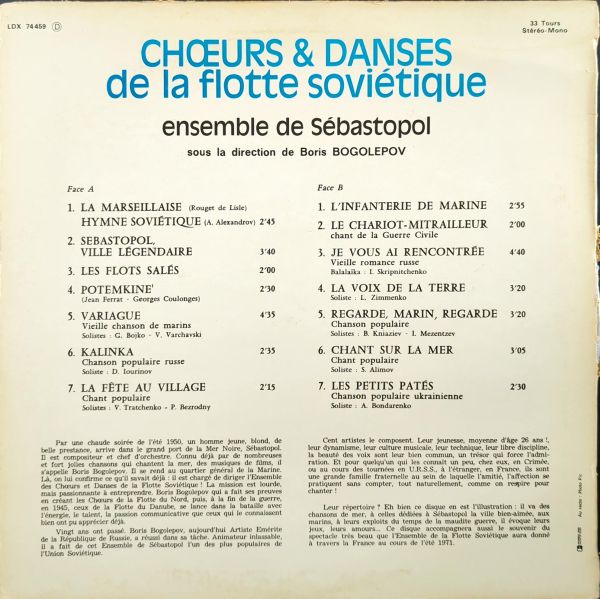 LDX 74459 D
33 Tours
Stéréo-Mono
CHŒURS & DANSES
de la flotte soviétique
ensemble de Sébastopol
sous la direction de Boris BOGOLEPOV
Face A
1. LA MARSEILLAISE (Rouget de Lisle)
HYMNE SOVIÉTIQUE (A. Alexandrov) 2'45
2. SEBASTOPOL,
VILLE LÉGENDAIRE 3'40
3. LES FLOTS SALÉS 2'00
4. POTEMKINE' 2'30
(Jean Ferrat - Georges Coulonges)
5. VARIAGUE 4'35
Vieille chanson de marins
Solistes : G. Bojko - V. Varchavski
6. KALINKA 2'35
Chanson populaire russe
Soliste : D. Iourinov
7. LA FÊTE AU VILLAGE 2'15
Chant populaire
Solistes : V. Tratchenko - P. Bezrodny
Face B
1. L'INFANTERIE DE MARINE 2'55
2. LE CHARIOT-MITRAILLEUR 2'00
chant de la Guerre Civile
3. JE VOUS AI RENCONTRÉE 4'40
Vieille romance russe
Balalaïka : I. Skripnitchenko
4. LA VOIX DE LA TERRE 3'20
Soliste : L. Zimmenko
5. REGARDE, MARIN, REGARDE 3'20
Chanson populaire
Solistes : B. Kniaziev - I. Mezentzev
6. CHANT SUR LA MER 3'05
Chant populaire
Soliste : S. Alimov
7. LES PETITS PATÉS 2'30
Chanson populaire ukrainienne
Soliste : A. Bondarenko
Par une chaude soirée de l'été 1950, un homme jeune, blond, de
belle prestance, arrive dans le grand port de la Mer Noire, Sébastopol.
Il est compositeur et chef d'orchestre. Connu déjà par de nombreuses
et fort jolies chansons qui chantent la mer, des musiques de films, il
s'appelle Boris Bogolepov. Il se rend au quartier général de la Marine.
Là, on lui confirme ce qu'il savait déjà : il est chargé de diriger l'Ensemble
des Chœurs et Danses de la Flotte Soviétique ! La mission est lourde,
mais passionnante à entreprendre. Boris Bogolepov qui a fait ses preuves
en créant les Chœurs de la Flotte du Nord, puis, à la fin de la guerre,
en 1945, ceux de la Flotte du Danube, se lance dans la bataille avec
l'énergie, le talent, la passion communicative que ceux qui le connaissent
bien ont pu apprécier déjà.
Vingt ans ont passé. Boris Bogolepov, aujourd'hui Artiste Emérite
de la République de Russie, a réussi dans sa tâche. Animateur inlassable,
il a fait de cet Ensemble de Sébastopol l'un des plus populaires de
l'Union Soviétique.
Cent artistes le composent. Leur jeunesse, moyenne d'âge 26 ans !,
leur dynamisme, leur culture musicale, leur technique, leur libre discipline,
la beauté des voix sont leur bien commun, un trésor qui force l'admi-
ration. Et pour quelqu'un qui les connaît un peu, chez eux, en Crimée,
ou au cours des tournées en U.R.S.S., à l'étranger, en France, ils sont
une grande famille fraternelle au sein de laquelle l'amitié, l'affection se
pratiquent sans compter, tout naturellement, comme on respire pour
chanter !
Leur répertoire ? Eh bien ce disque en est l'illustration : il va des
chansons de mer, à celles dédiées à Sébastopol la ville bien-aimée, aux
marins, à leurs exploits du temps de la maudite guerre, il évoque leurs
jeux, leurs amours... Ce disque accompagnera aussi le souvenir du
spectacle très beau que l'Ensemble de la Flotte Soviétique aura donné
à travers la France au cours de l'été 1971.
Au recto : Photo